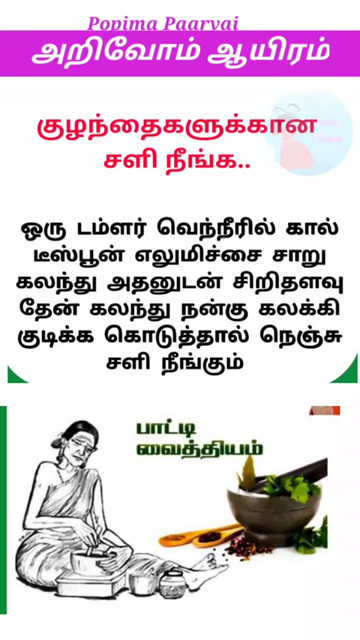 Popima Paarvai
அறிவோம் ஆயிரம்
குழந்தைகளுக்கான
சளி நீங்க..
ஒரு டம்ளர் வெந்நீரில் கால்
டீஸ்பூன் எலுமிச்சை சாறு
கலந்து அதனுடன் சிறிதளவு
தேன் கலந்து நன்கு கலக்கி
குடிக்க கொடுத்தால் நெஞ்சு
சளி நீங்கும்
பாட்டி
வைத்தியம்